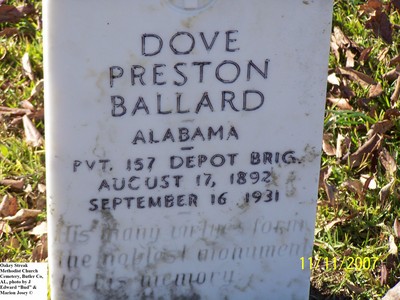 DOVE
PRESTON
BALLARD
ALABAMA
PVT. 157 DEPOT BRIG.
AUGUST 17, 1892
SEPTEMBER 16 1931
His many virtues form
the noblest monument
to his memory.
Oakey Streak
Methodist Church
Cemetery, Butler Co,
AL, photo by J
Edward "Bud" &
Marion Josey ©
11/11/2007